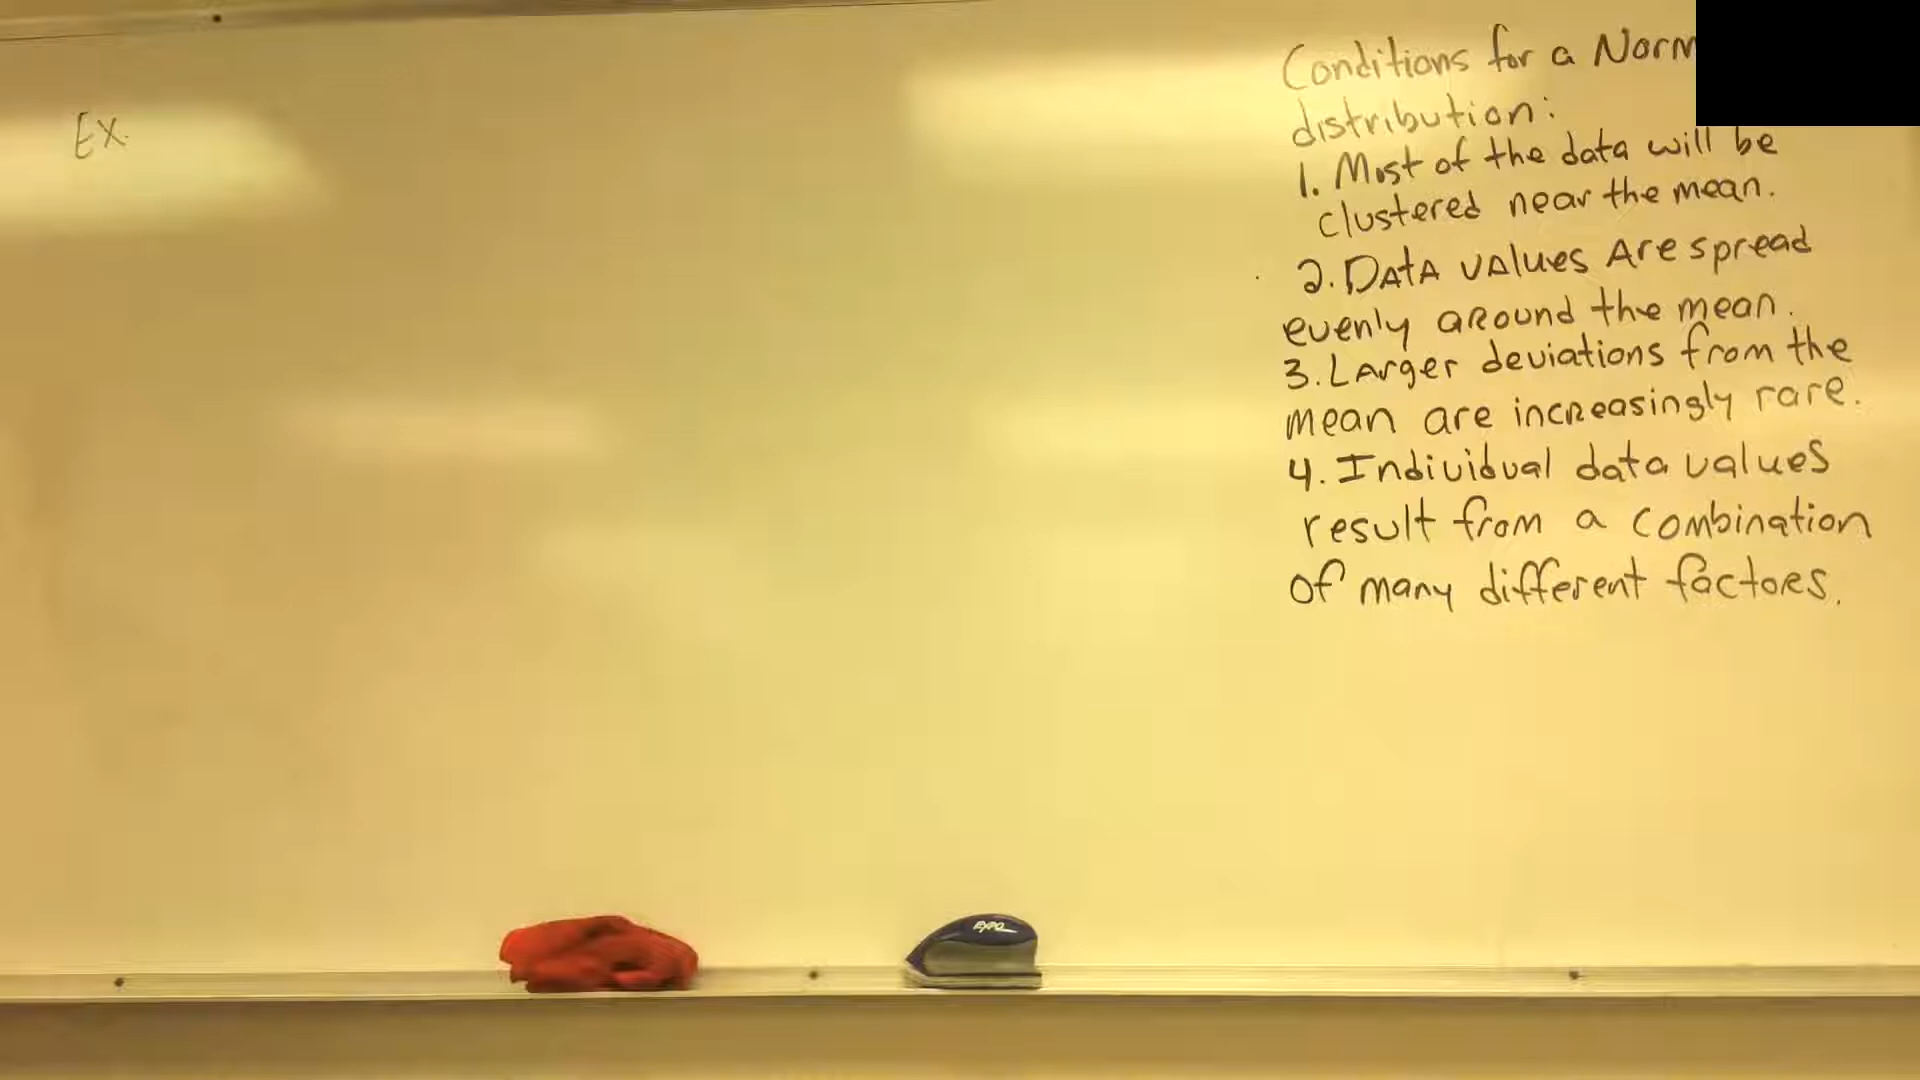 Ex.
Conditions for a Norm
distribution:
1. Most of the data will be
clustered near the mean.
2. Data values are spread
evenly around the mean.
3. Larger deviations from the
mean are increasingly rare.
4. Individual data values
result from a combination
of many different factors.
EXPO